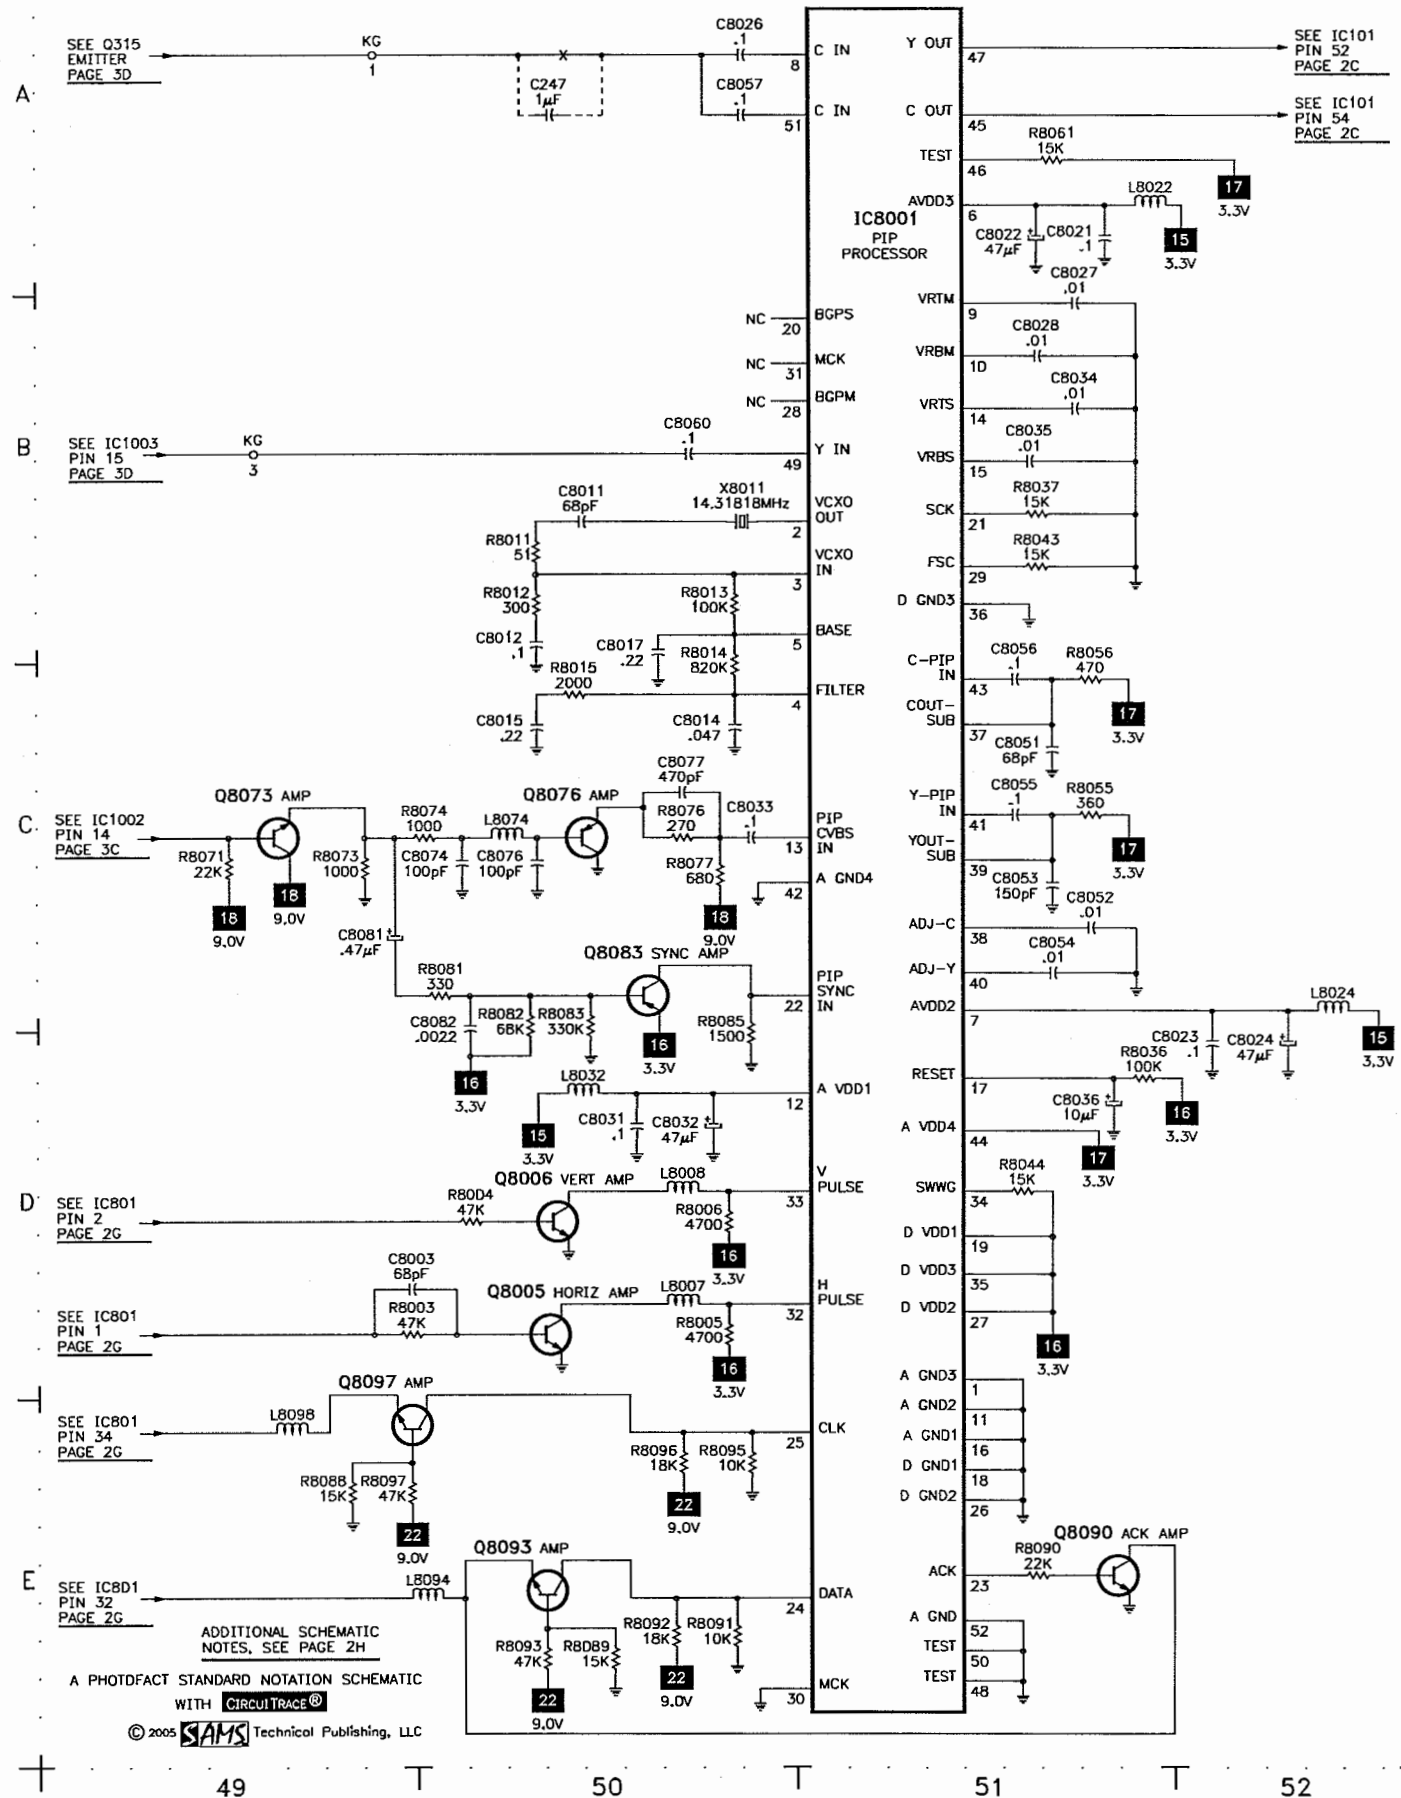 SEE Q315
EMITTER
PAGE 3D
KG
1
C247
1µF
C8026
.1
C8057
.1
8
C IN
51
C IN
IC8001
PIP
PROCESSOR
Y OUT
47
SEE IC101
PIN 52
PAGE 2C
C OUT
45
SEE IC101
PIN 54
PAGE 2C
TEST
46
R8061
15K
17
3.3V
AVDD3
6
C8022
47µF
C8021
.1
L8022
15
3.3V
A
NC
20
BGPS
NC
31
MCK
NC
28
BGPM
VRTM
9
C8027
.01
VRBM
1D
C8028
.01
VRTS
14
C8034
.01
VRBS
15
C8035
.01
SCK
21
R8037
15K
FSC
29
R8043
15K
D GND3
36
B
SEE IC1003
PIN 15
PAGE 3D
KG
3
C8060
.1
49
Y IN
C8011
68pF
X8011
14.31818MHz
2
VCXO
OUT
R8011
51
3
VCXO
IN
R8012
300
R8013
100K
C8012
.1
C8017
.22
5
BASE
R8014
820K
R8015
2000
4
FILTER
C8015
.22
C8014
.047
C-PIP
IN
43
C8056
.1
R8056
470
17
3.3V
COUT-
SUB
37
C8051
68pF
Y-PIP
IN
41
C8055
.1
R8055
360
17
3.3V
YOUT-
SUB
39
C8053
150pF
ADJ-C
38
C8052
.01
ADJ-Y
40
C8054
.01
AVDD2
7
C8023
.1
C8024
47µF
L8024
15
3.3V
C
SEE IC1002
PIN 14
PAGE 3C
Q8073 AMP
R8071
22K
18
9.0V
18
9.0V
R8073
1000
R8074
1000
C8074
100pF
L8074
C8076
100pF
Q8076 AMP
C8077
470pF
R8076
270
C8033
.1
R8077
680
18
9.0V
13
PIP
CVBS
IN
42
A GND4
C8081
.47µF
R8081
330
C8082
.0022
R8082
68K
R8083
330K
16
3.3V
Q8083 SYNC AMP
16
3.3V
R8085
1500
22
PIP
SYNC
IN
L8032
15
3.3V
C8031
.1
C8032
47µF
12
A VDD1
RESET
17
R8036
100K
C8036
10µF
16
3.3V
A VDD4
44
17
3.3V
D
SEE IC801
PIN 2
PAGE 2G
R80D4
47K
Q8006 VERT AMP
L8008
R8006
4700
16
3.3V
33
V
PULSE
SWWG
34
R8044
15K
D VDD1
19
D VDD3
35
D VDD2
27
16
3.3V
SEE IC801
PIN 1
PAGE 2G
C8003
68pF
R8003
47K
Q8005 HORIZ AMP
L8007
R8005
4700
16
3.3V
32
H
PULSE
A GND3
1
A GND2
11
A GND1
16
D GND1
18
D GND2
26
SEE IC801
PIN 34
PAGE 2G
L8098
Q8097 AMP
R8088
15K
R8097
47K
22
9.0V
R8096
18K
22
9.0V
R8095
10K
25
CLK
E
SEE IC8D1
PIN 32
PAGE 2G
L8094
Q8093 AMP
R8093
47K
22
9.0V
R8D89
15K
R8092
18K
22
9.0V
R8091
10K
24
DATA
30
MCK
ACK
23
R8090
22K
Q8090 ACK AMP
A GND
52
TEST
50
TEST
48
ADDITIONAL SCHEMATIC
NOTES, SEE PAGE 2H
A PHOTDFACT STANDARD NOTATION SCHEMATIC
WITH CIRCUITRACE®
© 2005 SAMS Technical Publishing, LLC
49
50
51
52